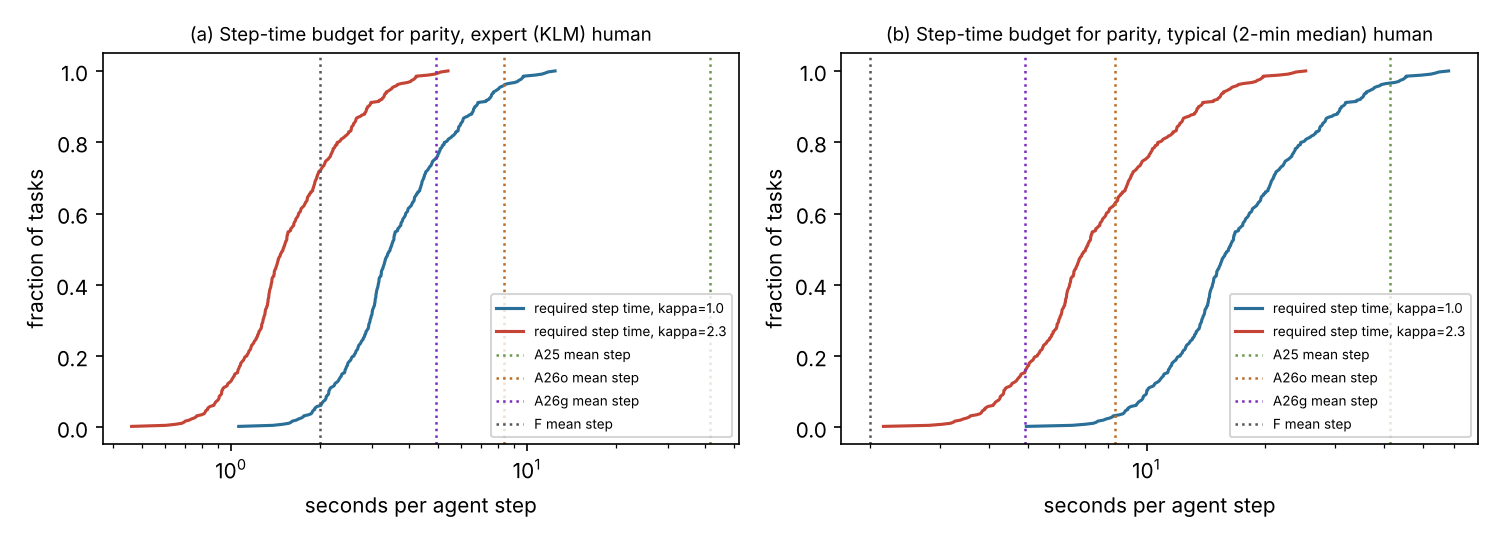 (a) Step-time budget for parity, expert (KLM) human
fraction of tasks
1.0
0.8
0.6
0.4
0.2
0.0
required step time, kappa=1.0
required step time, kappa=2.3
A25 mean step
A26o mean step
A26g mean step
F mean step
10⁰
10¹
seconds per agent step
(b) Step-time budget for parity, typical (2-min median) human
fraction of tasks
1.0
0.8
0.6
0.4
0.2
0.0
required step time, kappa=1.0
required step time, kappa=2.3
A25 mean step
A26o mean step
A26g mean step
F mean step
10¹
seconds per agent step